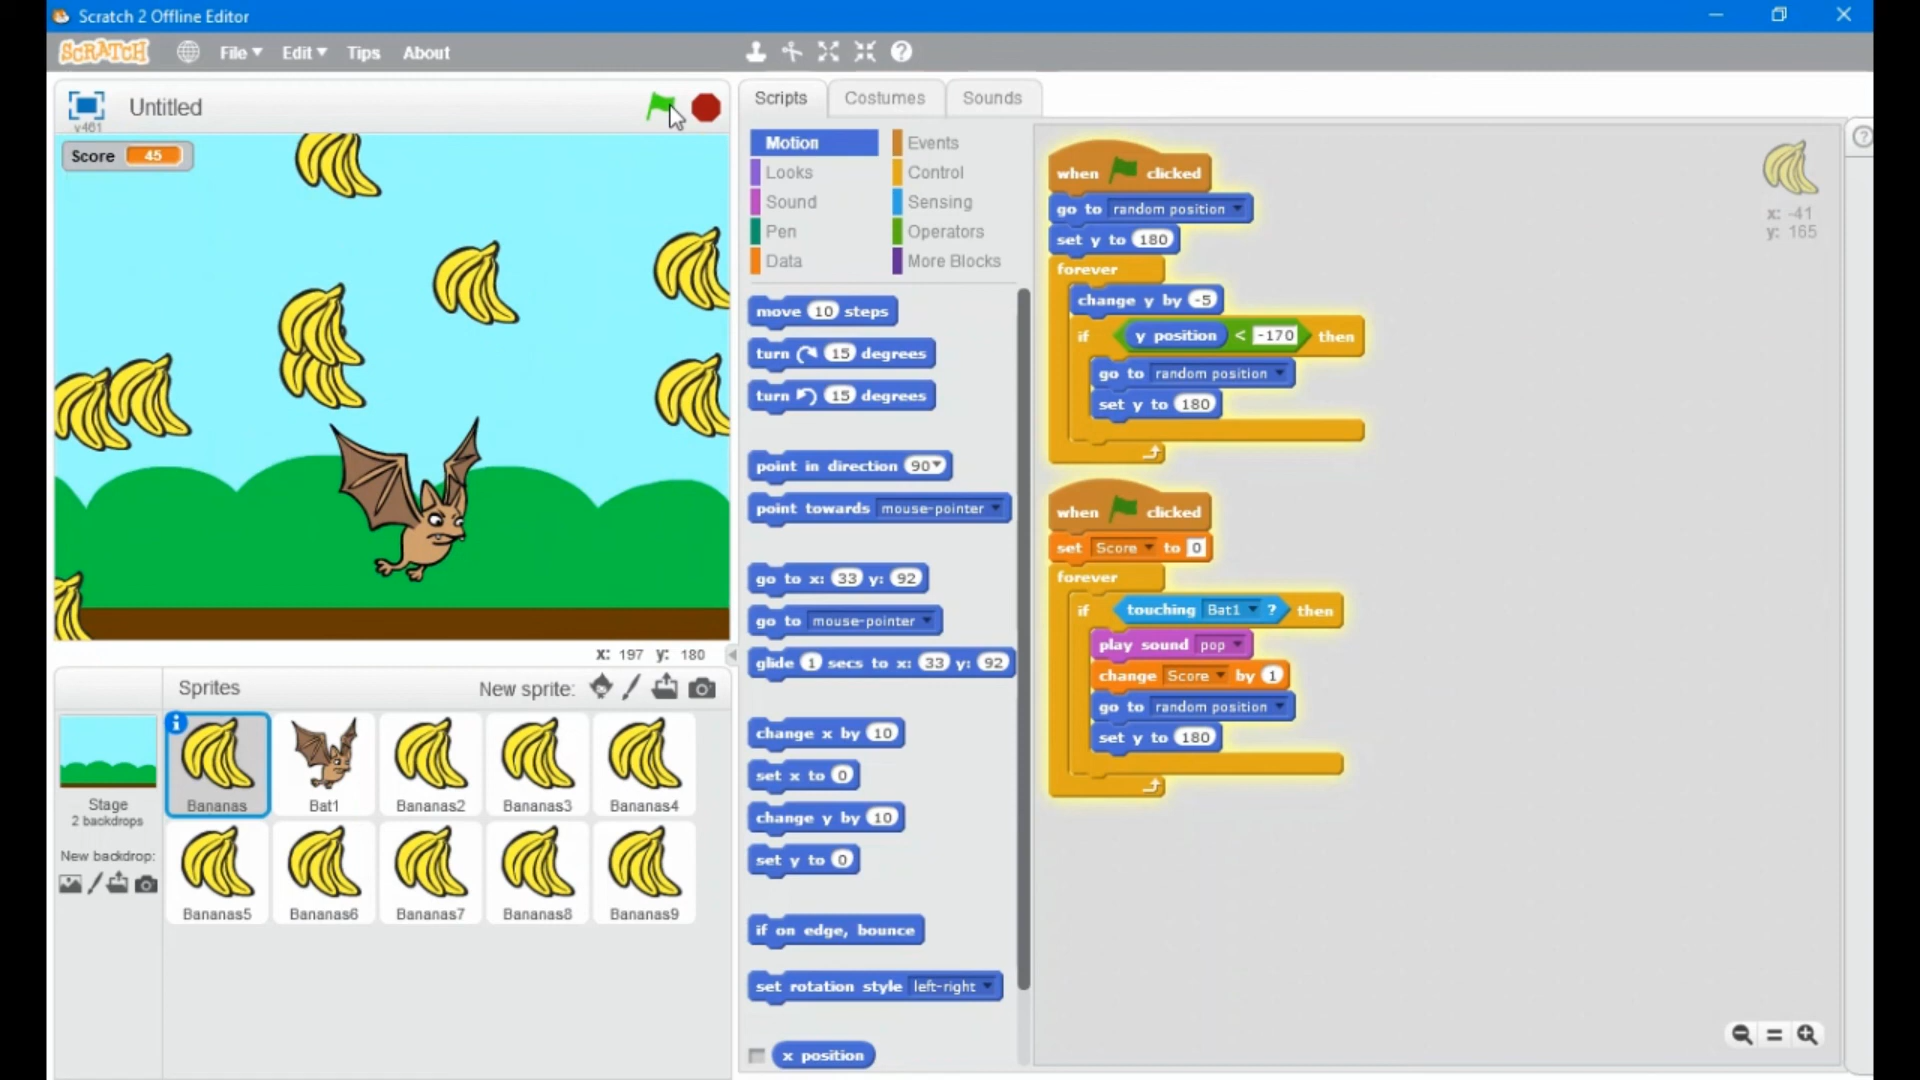 Scratch 2 Offline Editor
SCRATCH File Edit Tips About
Untitled
v461
Score 45
x: 197 y: 180
Sprites New sprite:
Stage
2 backdrops
New backdrop:
Bananas Bat1 Bananas2 Bananas3 Bananas4
Bananas5 Bananas6 Bananas7 Bananas8 Bananas9
Scripts Costumes Sounds
Motion Events
Looks Control
Sound Sensing
Pen Operators
Data More Blocks
move 10 steps
turn 15 degrees
turn 15 degrees
point in direction 90
point towards mouse-pointer
go to x: 33 y: 92
go to mouse-pointer
glide 1 secs to x: 33 y: 92
change x by 10
set x to 0
change y by 10
set y to 0
if on edge, bounce
set rotation style left-right
x position
when clicked
go to random position
set y to 180
forever
change y by -5
if y position < -170 then
go to random position
set y to 180
when clicked
set Score to 0
forever
if touching Bat1 ? then
play sound pop
change Score by 1
go to random position
set y to 180
x: -41
y: 165